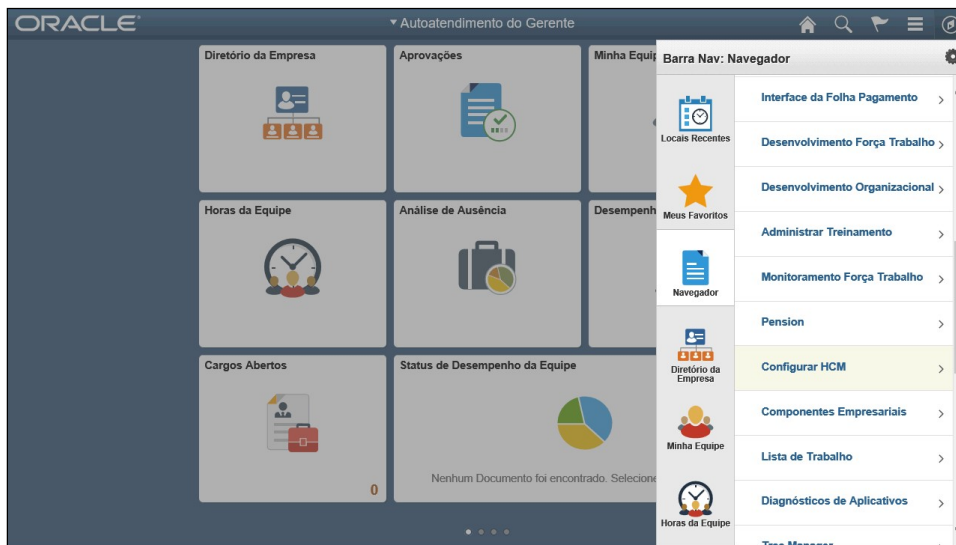 ORACLE
Autoatendimento do Gerente
Diretório da Empresa
Aprovações
Minha Equip
Horas da Equipe
Análise de Ausência
Desempenh
Cargos Abertos
0
Status de Desempenho da Equipe
Nenhum Documento foi encontrado. Selecione
Barra Nav: Navegador
Locais Recentes
Meus Favoritos
Navegador
Diretório da
Empresa
Minha Equipe
Horas da Equipe
Interface da Folha Pagamento
Desenvolvimento Força Trabalho
Desenvolvimento Organizacional
Administrar Treinamento
Monitoramento Força Trabalho
Pension
Configurar HCM
Componentes Empresariais
Lista de Trabalho
Diagnósticos de Aplicativos
Tree Manager